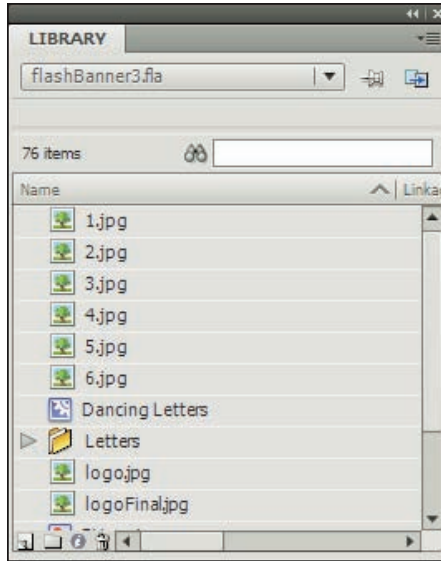 LIBRARY
flashBanner3.fla
76 items
Name Linka
1.jpg
2.jpg
3.jpg
4.jpg
5.jpg
6.jpg
Dancing Letters
Letters
logo.jpg
logoFinal.jpg